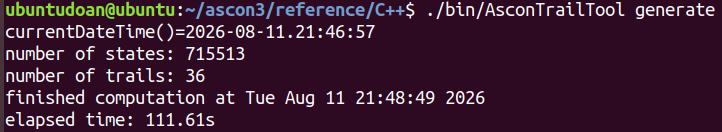 ubuntudoan@ubuntu:~/ascon3/reference/C++$ ./bin/AsconTrailTool generate
currentDateTime()=2026-08-11.21:46:57
number of states: 715513
number of trails: 36
finished computation at Tue Aug 11 21:48:49 2026
elapsed time: 111.61s